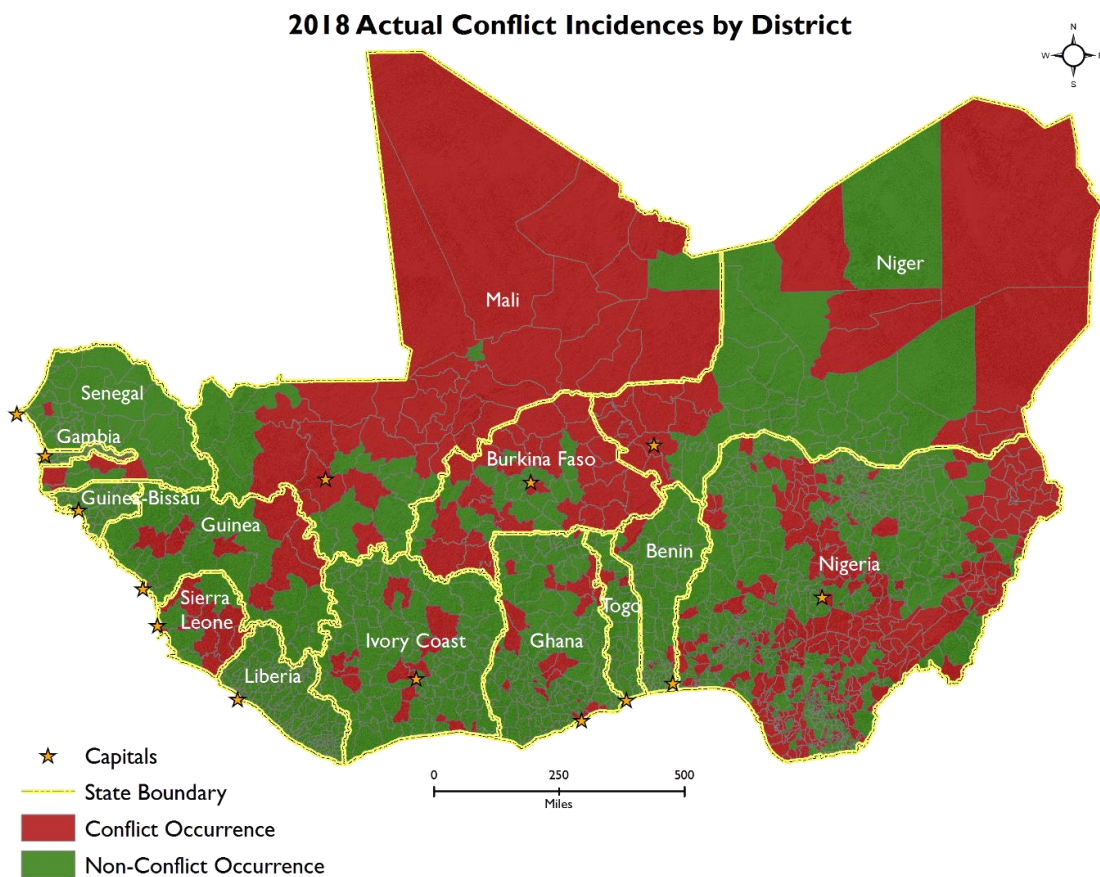 2018 Actual Conflict Incidences by District
N
W
E
S
Niger
Mali
Senegal
Gambia
Burkina Faso
Guinea-Bissau
Guinea
Benin
Nigeria
Sierra
Leone
Togo
Ivory Coast
Ghana
Liberia
Capitals
State Boundary
Conflict Occurrence
Non-Conflict Occurrence
0 250 500
Miles